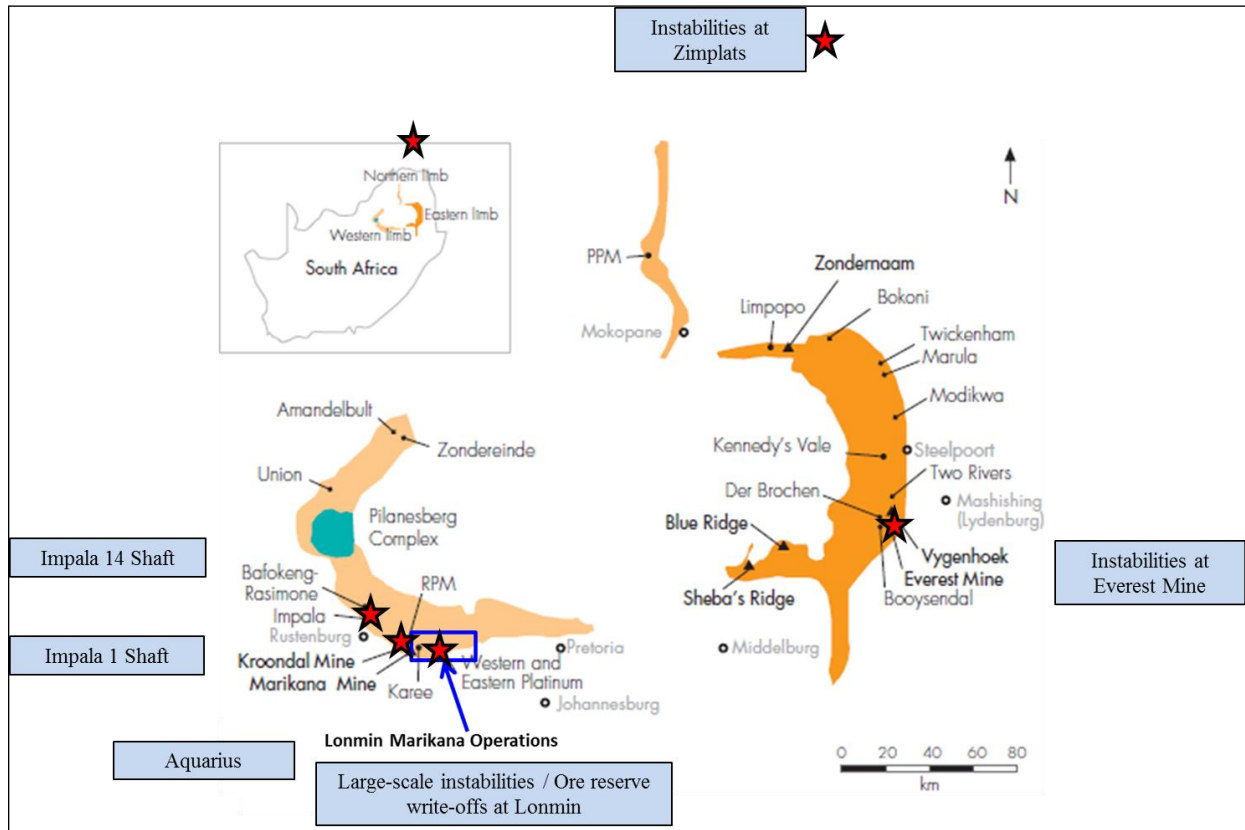 Instabilities at
Zimplats
Northern limb
Eastern limb
Western limb
South Africa
N
PPM
Mokopane
Zondernaam
Limpopo
Bokoni
Twickenham
Marula
Modikwa
Kennedy's Vale
Steelpoort
Two Rivers
Der Brochen
Mashishing
(Lydenburg)
Blue Ridge
Vygenhoek
Everest Mine
Sheba's Ridge
Booysendal
Middelburg
Instabilities at
Everest Mine
Amandelbult
Zondereinde
Union
Pilanesberg
Complex
Impala 14 Shaft
Bafokeng-
Rasimone
RPM
Impala
Rustenburg
Impala 1 Shaft
Kroondal Mine
Marikana Mine
Karee
Western and
Eastern Platinum
Pretoria
Johannesburg
Lonmin Marikana Operations
Aquarius
Large-scale instabilities / Ore reserve
write-offs at Lonmin
0 20 40 60 80
km